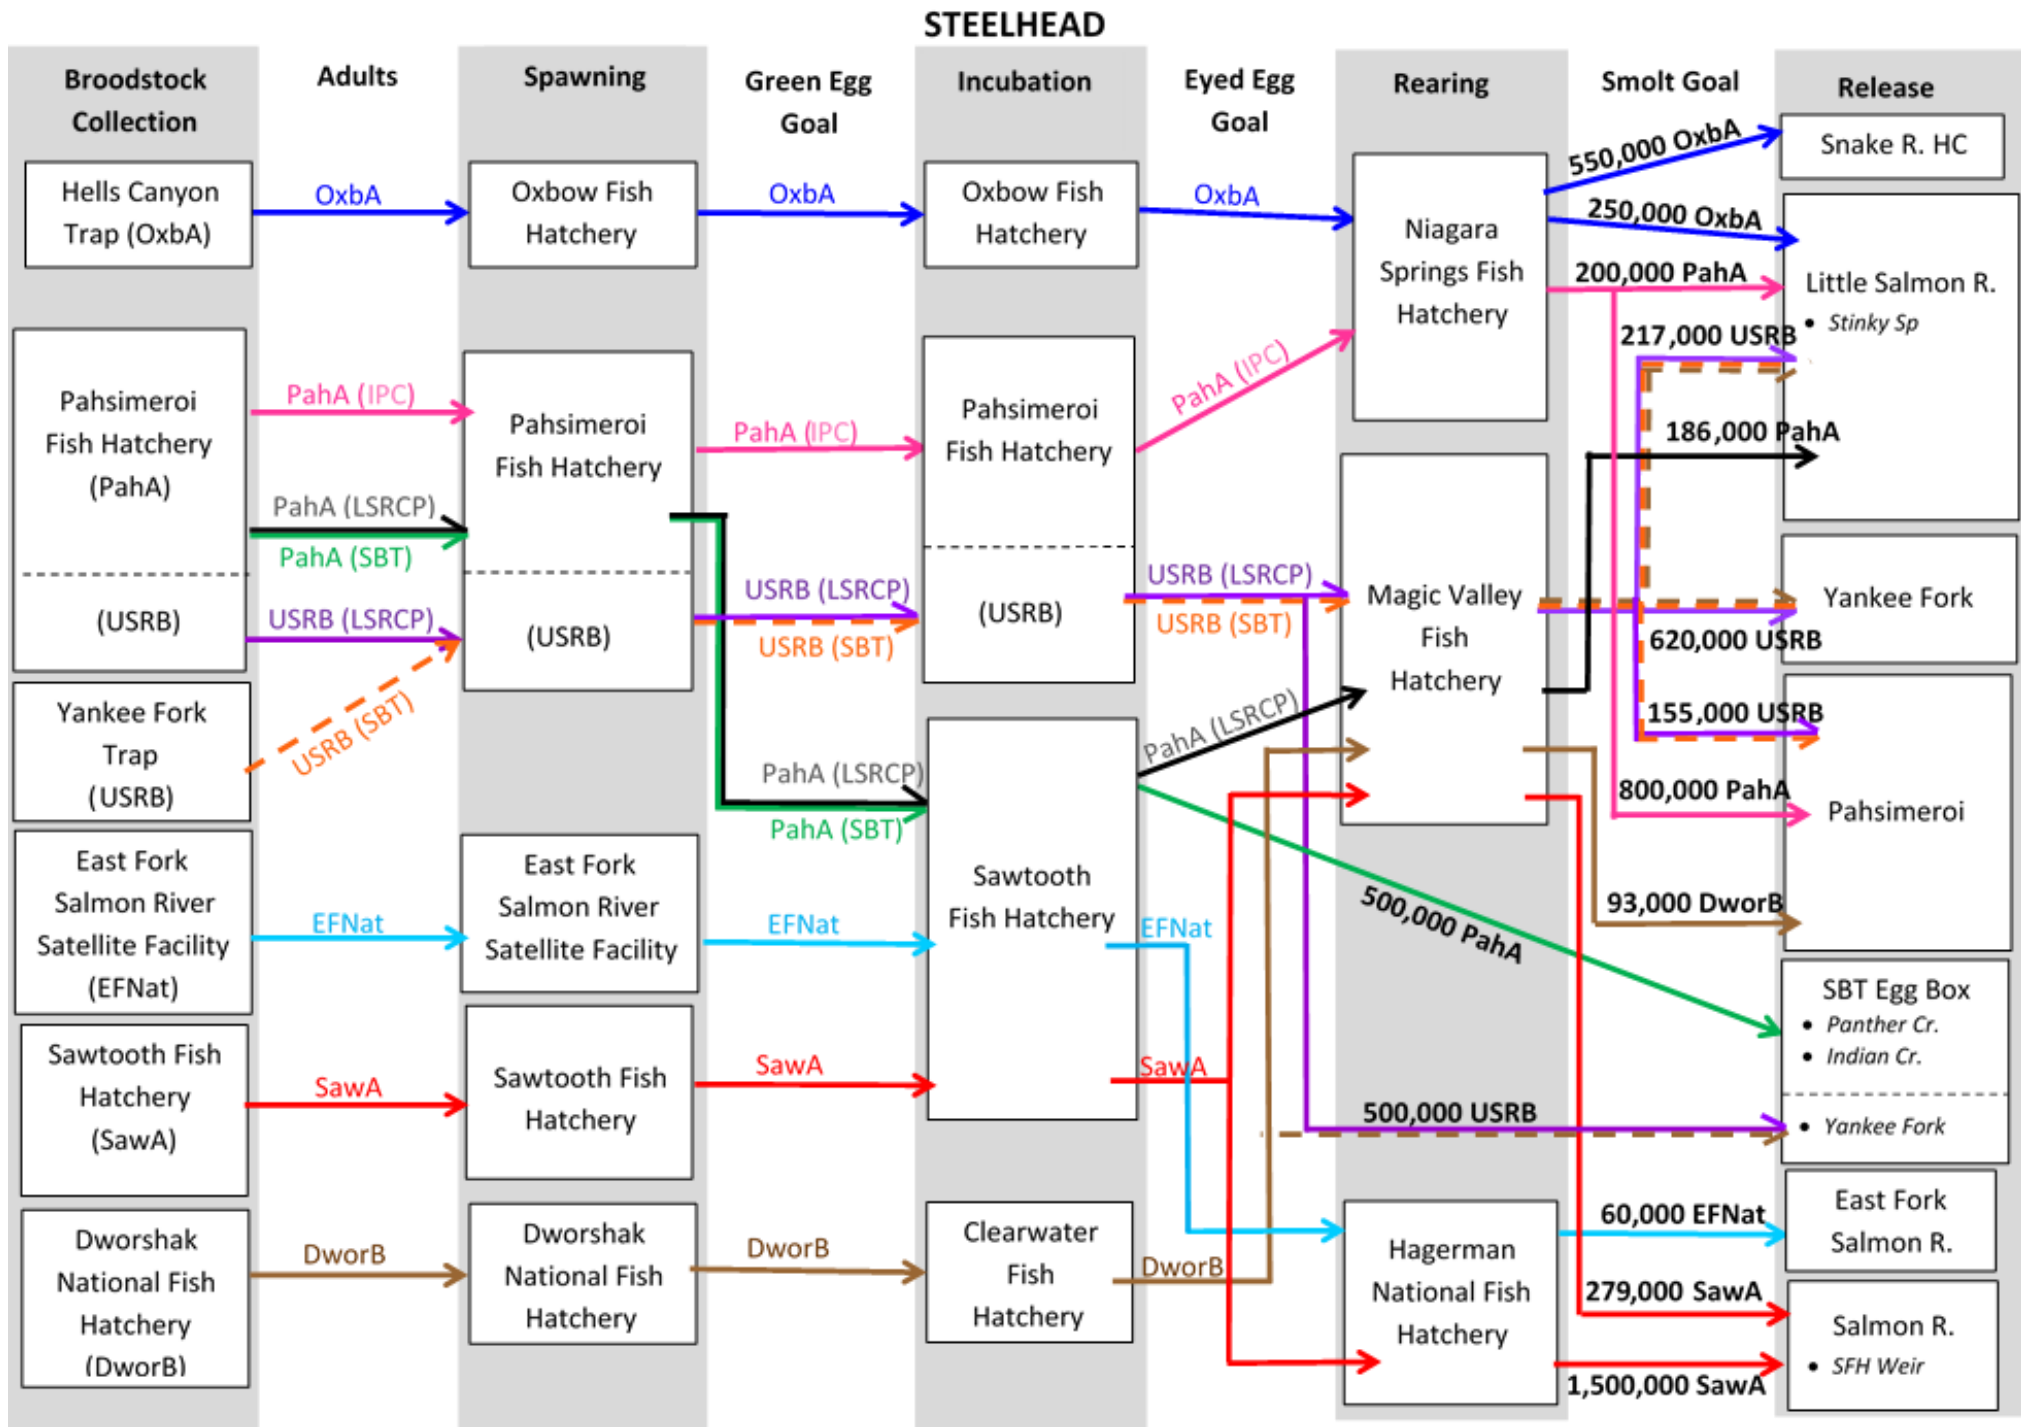 STEELHEAD
Broodstock
Collection
Adults
Spawning
Green Egg
Goal
Incubation
Eyed Egg
Goal
Rearing
Smolt Goal
Release
Hells Canyon
Trap (OxbA)
OxbA
Oxbow Fish
Hatchery
OxbA
Oxbow Fish
Hatchery
OxbA
Niagara
Springs Fish
Hatchery
550,000 OxbA
Snake R. HC
250,000 OxbA
200,000 PahA
Little Salmon R.
• Stinky Sp
217,000 USRB
186,000 PahA
Pahsimeroi
Fish Hatchery
(PahA)
(USRB)
PahA (IPC)
PahA (LSRCP)
PahA (SBT)
USRB (LSRCP)
USRB (SBT)
Pahsimeroi
Fish Hatchery
(USRB)
PahA (IPC)
USRB (LSRCP)
USRB (SBT)
PahA (LSRCP)
PahA (SBT)
Pahsimeroi
Fish Hatchery
(USRB)
PahA (IPC)
USRB (LSRCP)
USRB (SBT)
PahA (LSRCP)
Magic Valley
Fish
Hatchery
620,000 USRB
Yankee Fork
155,000 USRB
800,000 PahA
Pahsimeroi
93,000 DworB
Yankee Fork
Trap
(USRB)
East Fork
Salmon River
Satellite Facility
(EFNat)
EFNat
East Fork
Salmon River
Satellite Facility
EFNat
Sawtooth
Fish Hatchery
EFNat
500,000 PahA
SBT Egg Box
• Panther Cr.
• Indian Cr.
500,000 USRB
• Yankee Fork
Sawtooth Fish
Hatchery
(SawA)
SawA
Sawtooth Fish
Hatchery
SawA
SawA
Dworshak
National Fish
Hatchery
(DworB)
DworB
Dworshak
National Fish
Hatchery
DworB
Clearwater
Fish
Hatchery
DworB
Hagerman
National Fish
Hatchery
60,000 EFNat
East Fork
Salmon R.
279,000 SawA
Salmon R.
• SFH Weir
1,500,000 SawA